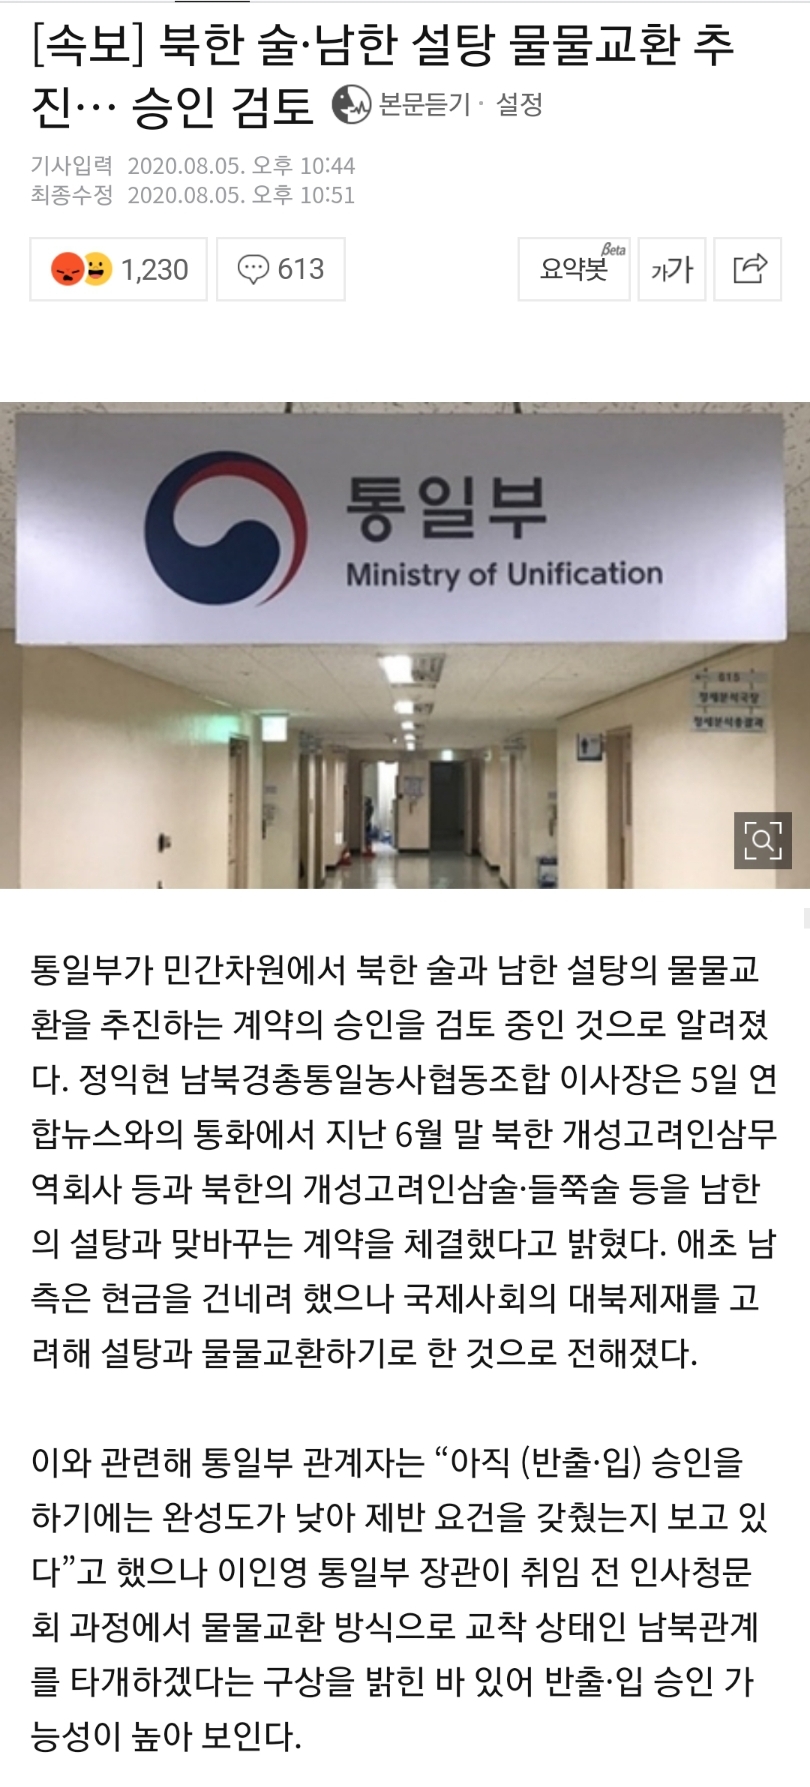 [속보] 북한 술·남한 설탕 물물교환 추
진… 승인 검토 본문듣기 · 설정
기사입력 2020.08.05. 오후 10:44
최종수정 2020.08.05. 오후 10:51
1,230 613 요약봇 Beta 가가
통일부
Ministry of Unification
615
정세분석국장
정세분석총괄과
통일부가 민간차원에서 북한 술과 남한 설탕의 물물교
환을 추진하는 계약의 승인을 검토 중인 것으로 알려졌
다. 정익현 남북경총통일농사협동조합 이사장은 5일 연
합뉴스와의 통화에서 지난 6월 말 북한 개성고려인삼무
역회사 등과 북한의 개성고려인삼술·들쭉술 등을 남한
의 설탕과 맞바꾸는 계약을 체결했다고 밝혔다. 애초 남
측은 현금을 건네려 했으나 국제사회의 대북제재를 고
려해 설탕과 물물교환하기로 한 것으로 전해졌다.
이와 관련해 통일부 관계자는 “아직 (반출·입) 승인을
하기에는 완성도가 낮아 제반 요건을 갖췄는지 보고 있
다”고 했으나 이인영 통일부 장관이 취임 전 인사청문
회 과정에서 물물교환 방식으로 교착 상태인 남북관계
를 타개하겠다는 구상을 밝힌 바 있어 반출·입 승인 가
능성이 높아 보인다.